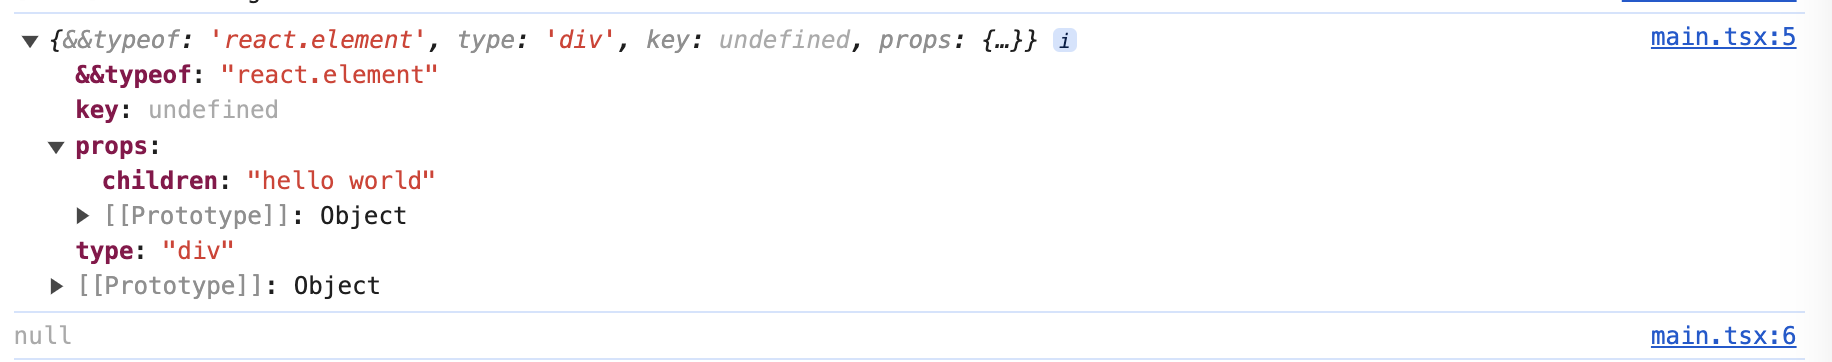 {&&typeof: 'react.element', type: 'div', key: undefined, props: {…}} i main.tsx:5
&&typeof: "react.element"
key: undefined
props:
children: "hello world"
[[Prototype]]: Object
type: "div"
[[Prototype]]: Object
null main.tsx:6